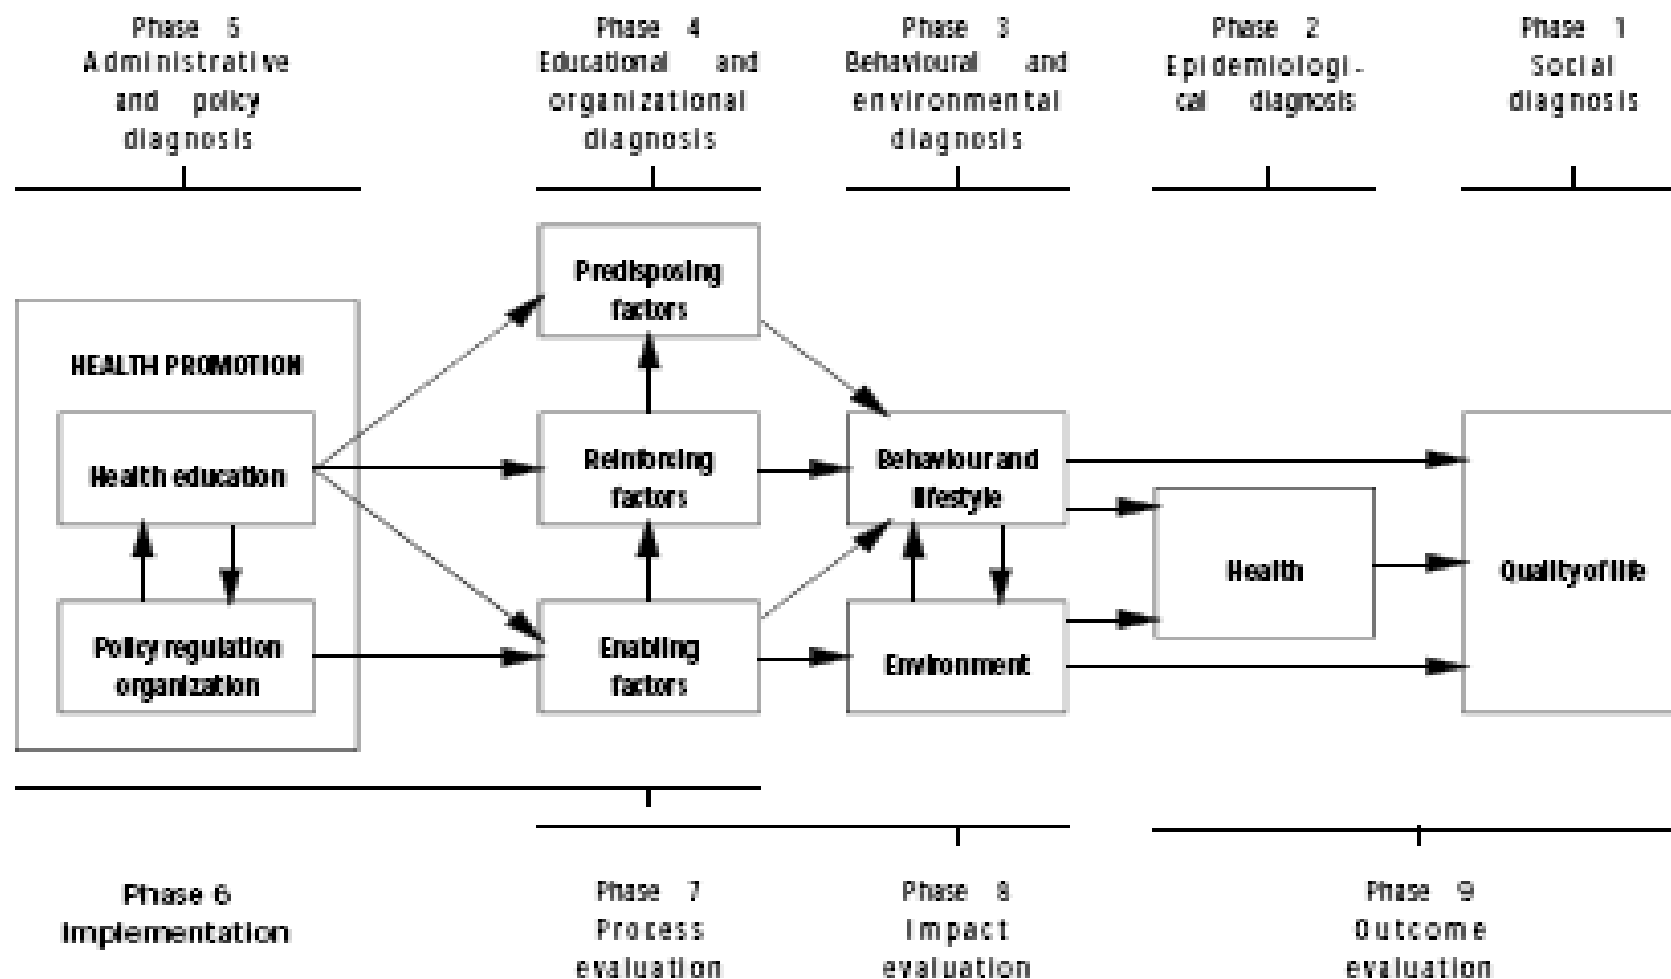 Phase 5
Administrative
and policy
diagnosis
Phase 4
Educational and
organizational
diagnosis
Phase 3
Behavioural and
environmental
diagnosis
Phase 2
Epidemiologi-
cal diagnosis
Phase 1
Social
diagnosis
HEALTH PROMOTION
Health education
Policy regulation
organization
Predisposing
factors
Reinforcing
factors
Enabling
factors
Behaviour and
lifestyle
Environment
Health
Quality of life
Phase 6
Implementation
Phase 7
Process
evaluation
Phase 8
Impact
evaluation
Phase 9
Outcome
evaluation